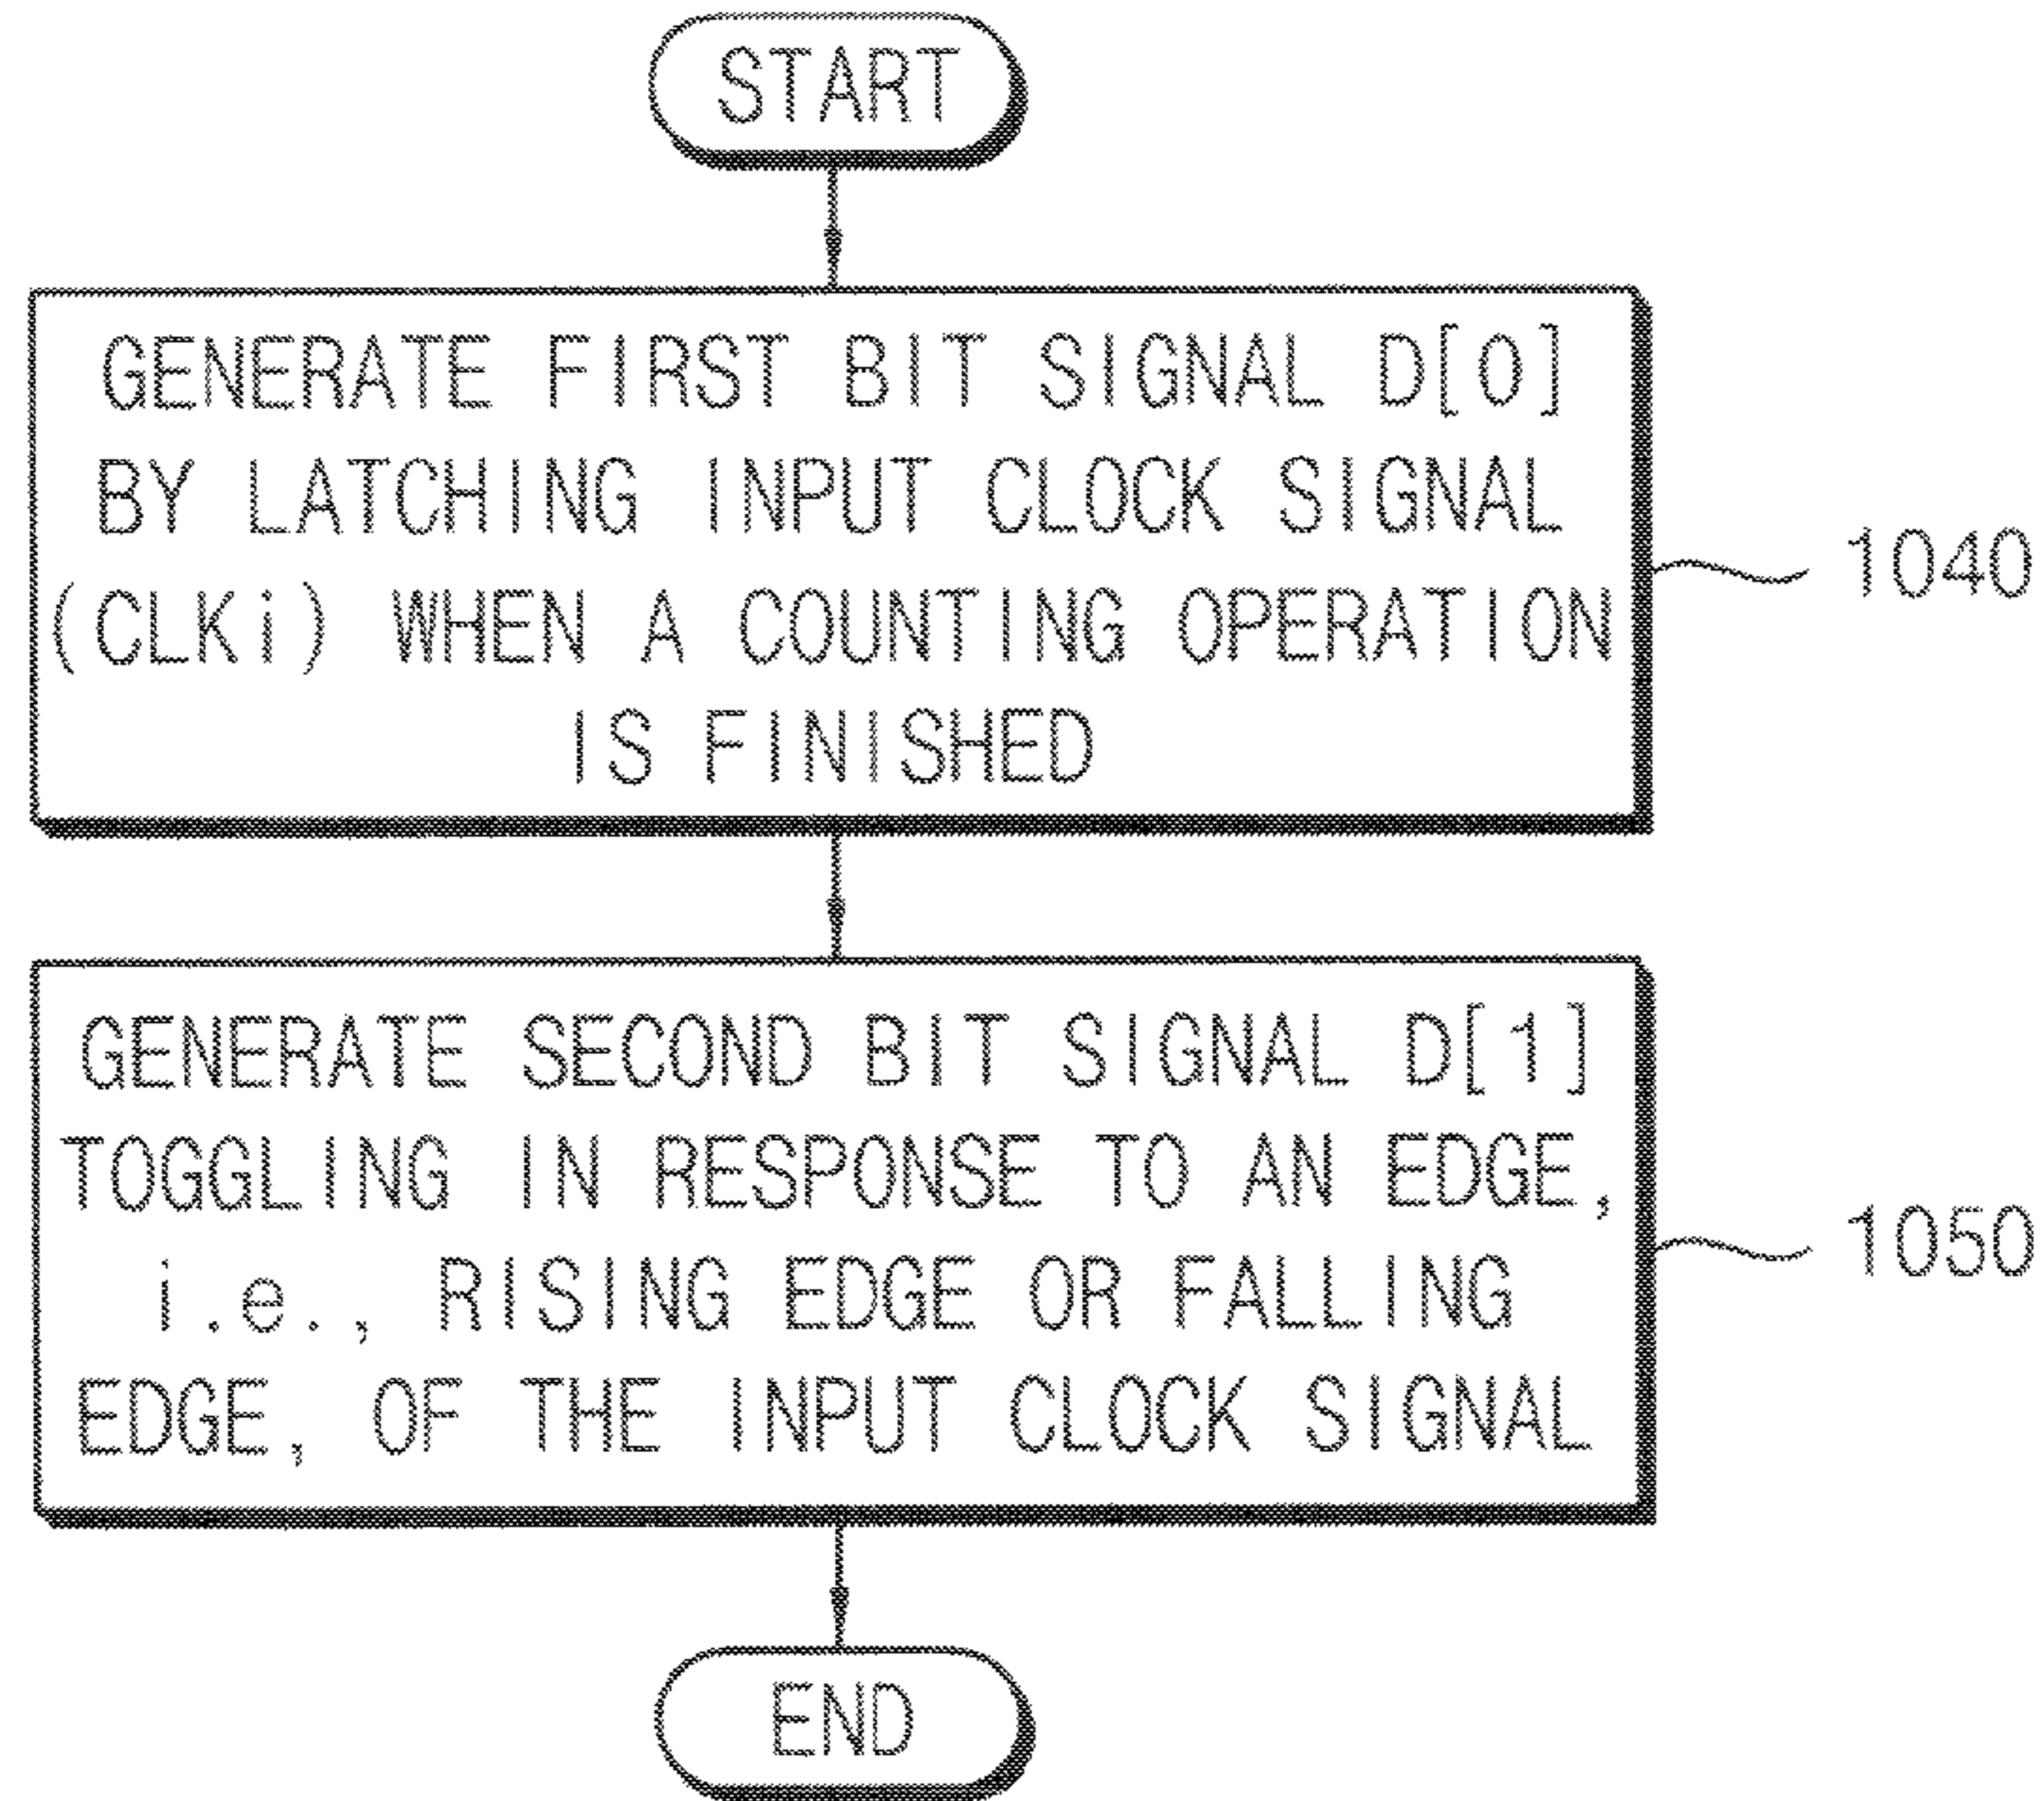 START
GENERATE FIRST BIT SIGNAL D[0]
BY LATCHING INPUT CLOCK SIGNAL
(CLKi) WHEN A COUNTING OPERATION
IS FINISHED
1040
GENERATE SECOND BIT SIGNAL D[1]
TOGGLING IN RESPONSE TO AN EDGE,
i.e., RISING EDGE OR FALLING
EDGE, OF THE INPUT CLOCK SIGNAL
1050
END